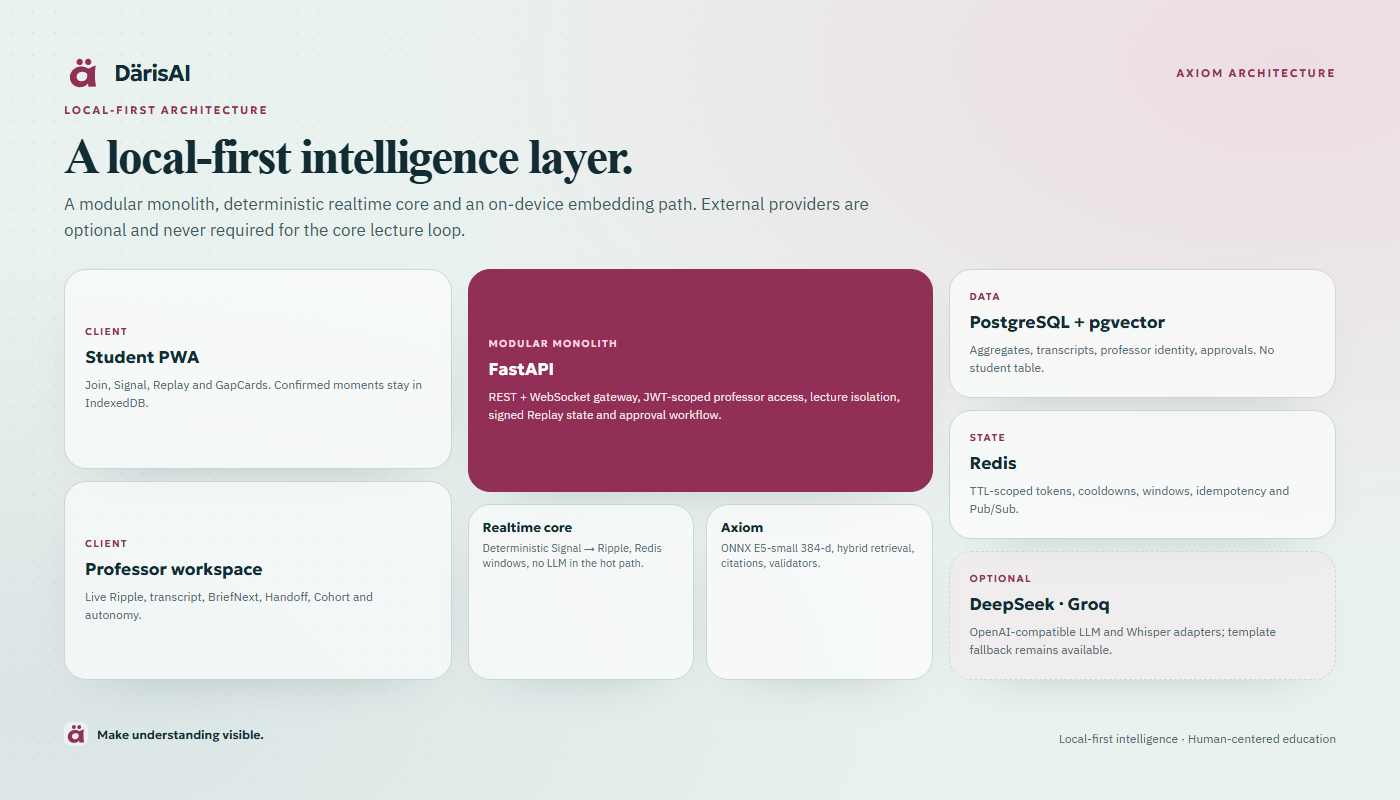 DärisAI
AXIOM ARCHITECTURE
LOCAL-FIRST ARCHITECTURE
A local-first intelligence layer.
A modular monolith, deterministic realtime core and an on-device embedding path. External providers are
optional and never required for the core lecture loop.
CLIENT
Student PWA
Join, Signal, Replay and GapCards. Confirmed moments stay in
IndexedDB.
CLIENT
Professor workspace
Live Ripple, transcript, BriefNext, Handoff, Cohort and
autonomy.
MODULAR MONOLITH
FastAPI
REST + WebSocket gateway, JWT-scoped professor access, lecture isolation,
signed Replay state and approval workflow.
Realtime core
Deterministic Signal → Ripple, Redis
windows, no LLM in the hot path.
Axiom
ONNX E5-small 384-d, hybrid retrieval,
citations, validators.
DATA
PostgreSQL + pgvector
Aggregates, transcripts, professor identity, approvals. No
student table.
STATE
Redis
TTL-scoped tokens, cooldowns, windows, idempotency and
Pub/Sub.
OPTIONAL
DeepSeek · Groq
OpenAI-compatible LLM and Whisper adapters; template
fallback remains available.
ä Make understanding visible.
Local-first intelligence · Human-centered education